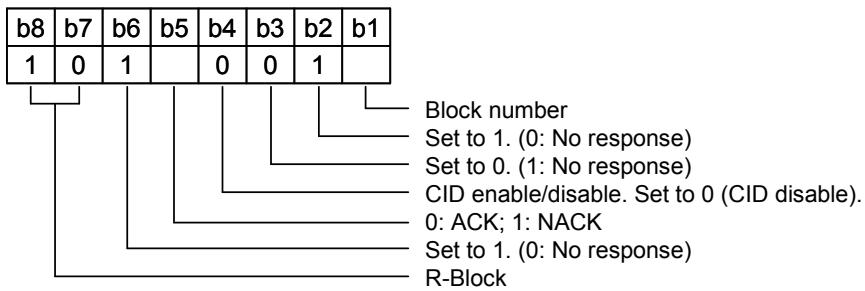 b8 b7 b6 b5 b4 b3 b2 b1
1 0 1 0 0 1
Block number
Set to 1. (0: No response)
Set to 0. (1: No response)
CID enable/disable. Set to 0 (CID disable).
0: ACK; 1: NACK
Set to 1. (0: No response)
R-Block